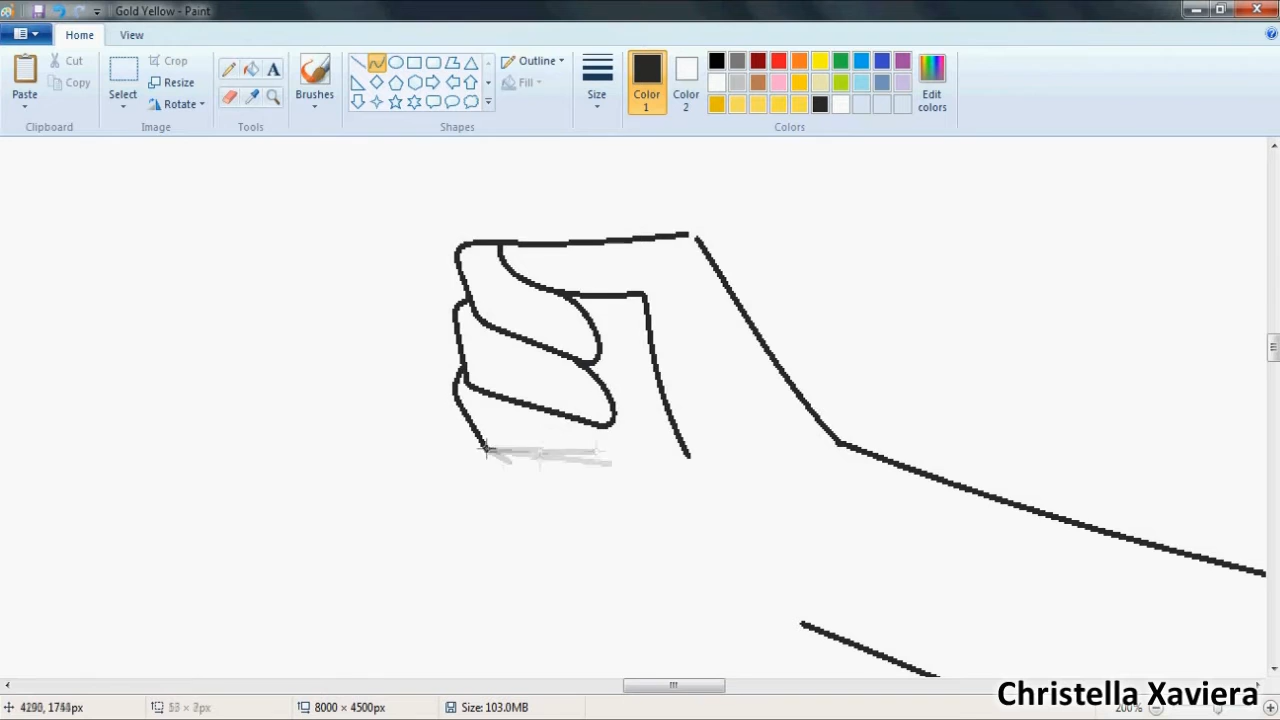 Gold Yellow - Paint
Home View
Paste
Cut
Copy
Clipboard
Select
Crop
Resize
Rotate
Image
A
Tools
Brushes
Outline
Fill
Shapes
Size
Color 1
Color 2
Edit colors
Colors
Christella Xaviera
8000 × 4500px
Size: 103.0MB
200%